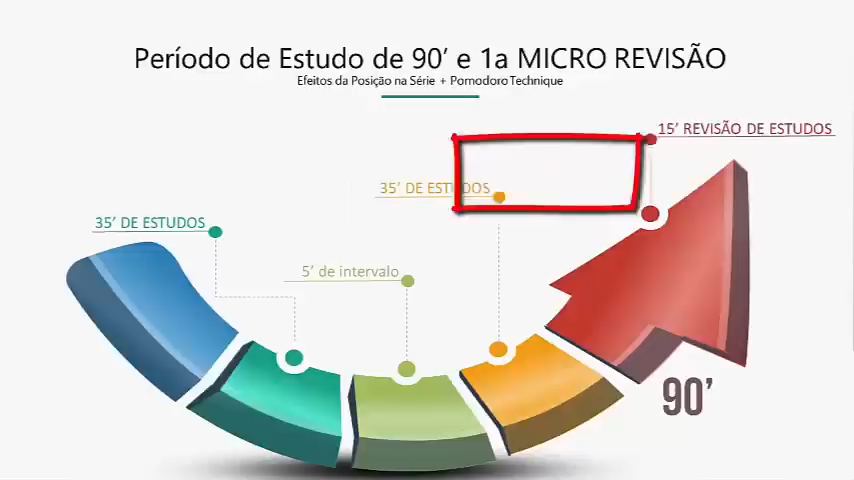 Período de Estudo de 90’ e 1a MICRO REVISÃO
Efeitos da Posição na Série + Pomodoro Technique
15’ REVISÃO DE ESTUDOS
35’ DE ESTUDOS
35’ DE ESTUDOS
5’ de intervalo
90’